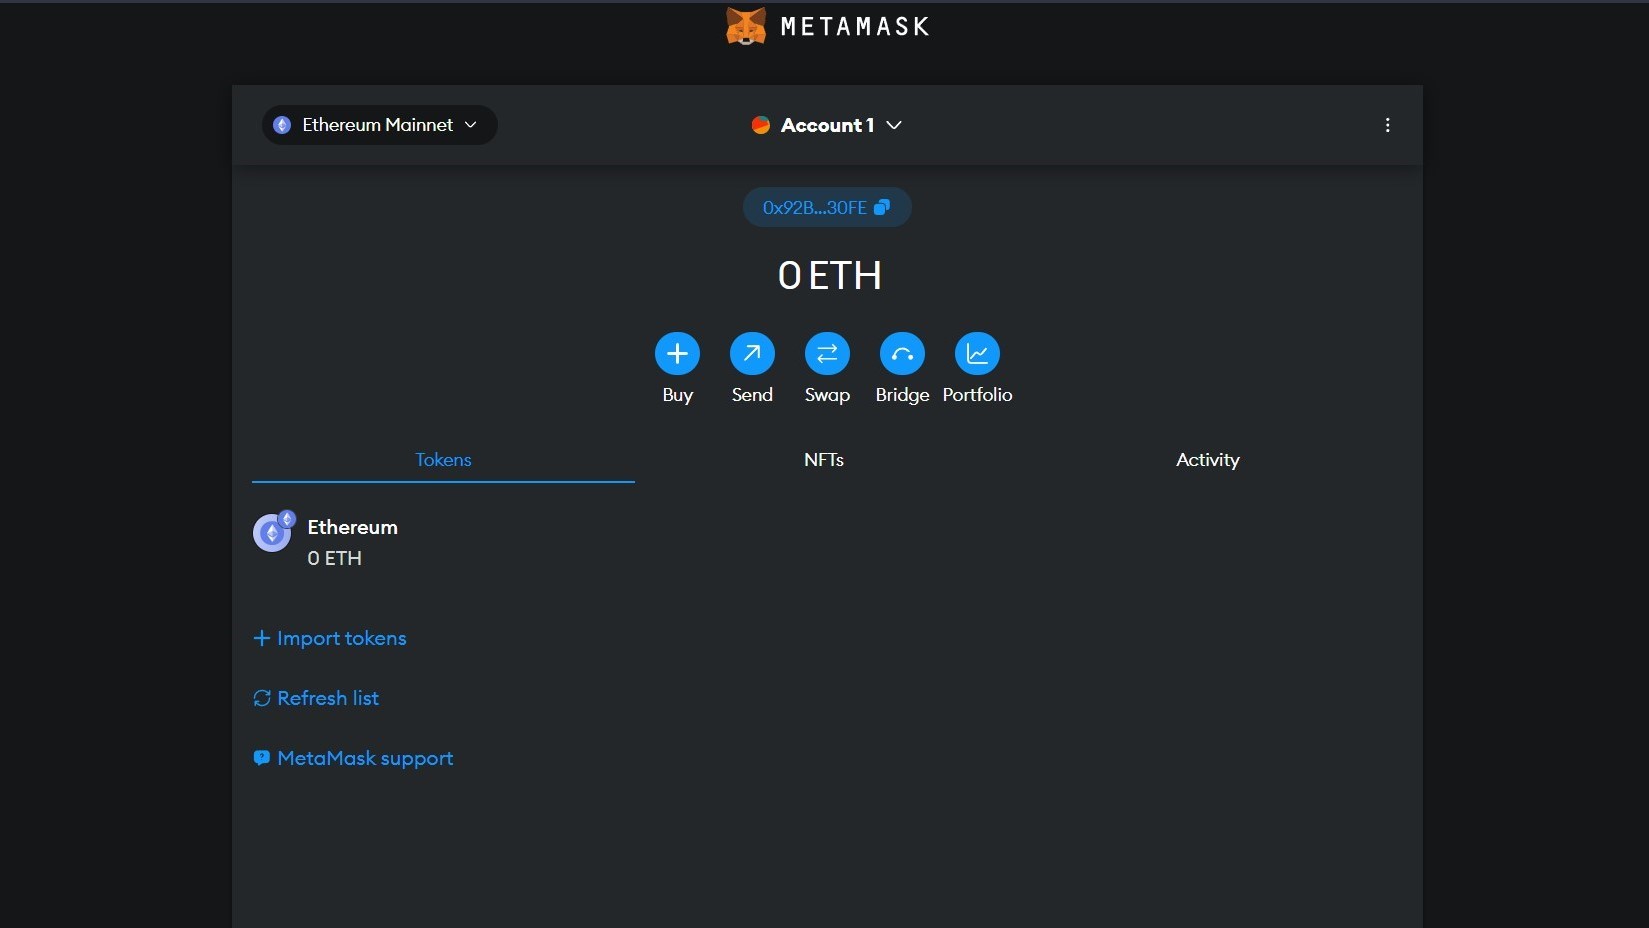 METAMASK
Ethereum Mainnet
Account 1
0x92B...30FE
0 ETH
Buy Send Swap Bridge Portfolio
Tokens NFTs Activity
Ethereum
0 ETH
Import tokens
Refresh list
MetaMask support